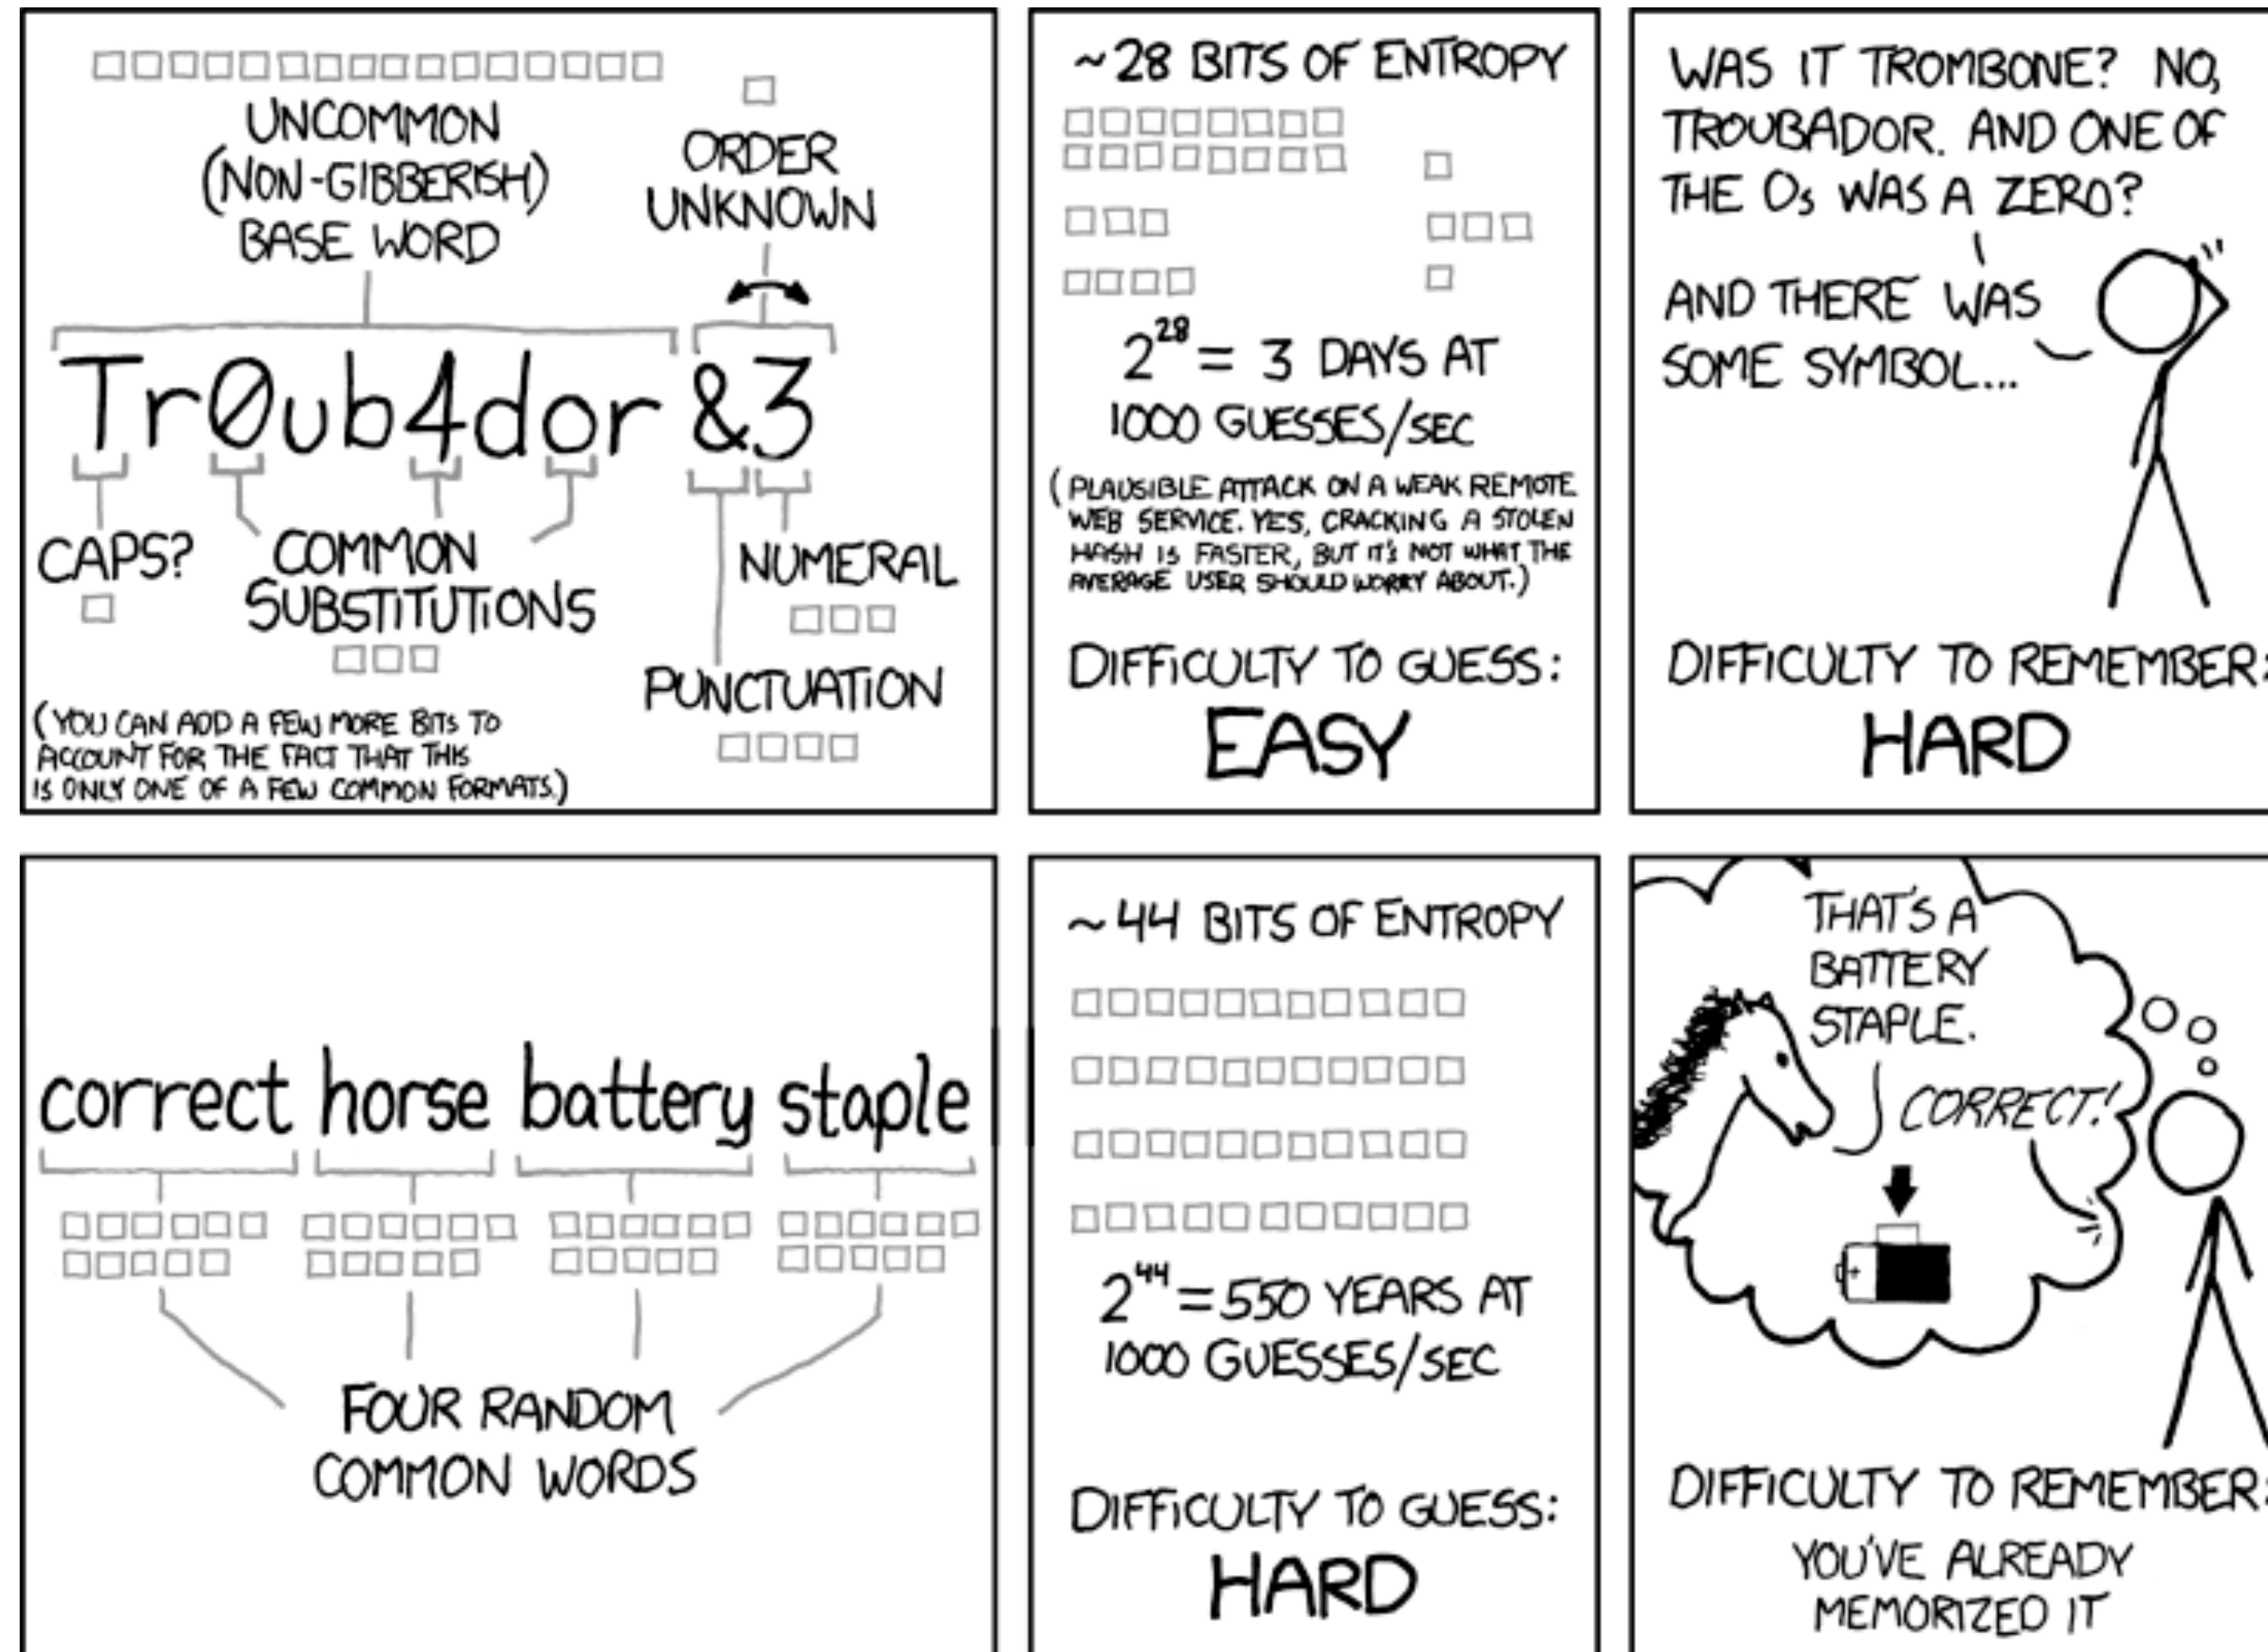 UNCOMMON
(NON-GIBBERISH)
BASE WORD
ORDER
UNKNOWN
Tr0ub4dor &3
CAPS?
COMMON
SUBSTITUTIONS
NUMERAL
PUNCTUATION
(YOU CAN ADD A FEW MORE BITS TO
ACCOUNT FOR THE FACT THAT THIS
IS ONLY ONE OF A FEW COMMON FORMATS.)
~28 BITS OF ENTROPY
2^28 = 3 DAYS AT
1000 GUESSES/SEC
(PLAUSIBLE ATTACK ON A WEAK REMOTE
WEB SERVICE. YES, CRACKING A STOLEN
HASH IS FASTER, BUT IT'S NOT WHAT THE
AVERAGE USER SHOULD WORRY ABOUT.)
DIFFICULTY TO GUESS:
EASY
WAS IT TROMBONE? NO,
TROUBADOR. AND ONE OF
THE Os WAS A ZERO?
AND THERE WAS
SOME SYMBOL...
DIFFICULTY TO REMEMBER:
HARD
correct horse battery staple
FOUR RANDOM
COMMON WORDS
~44 BITS OF ENTROPY
2^44 = 550 YEARS AT
1000 GUESSES/SEC
DIFFICULTY TO GUESS:
HARD
THAT'S A
BATTERY
STAPLE.
CORRECT!
+
DIFFICULTY TO REMEMBER:
YOU'VE ALREADY
MEMORIZED IT